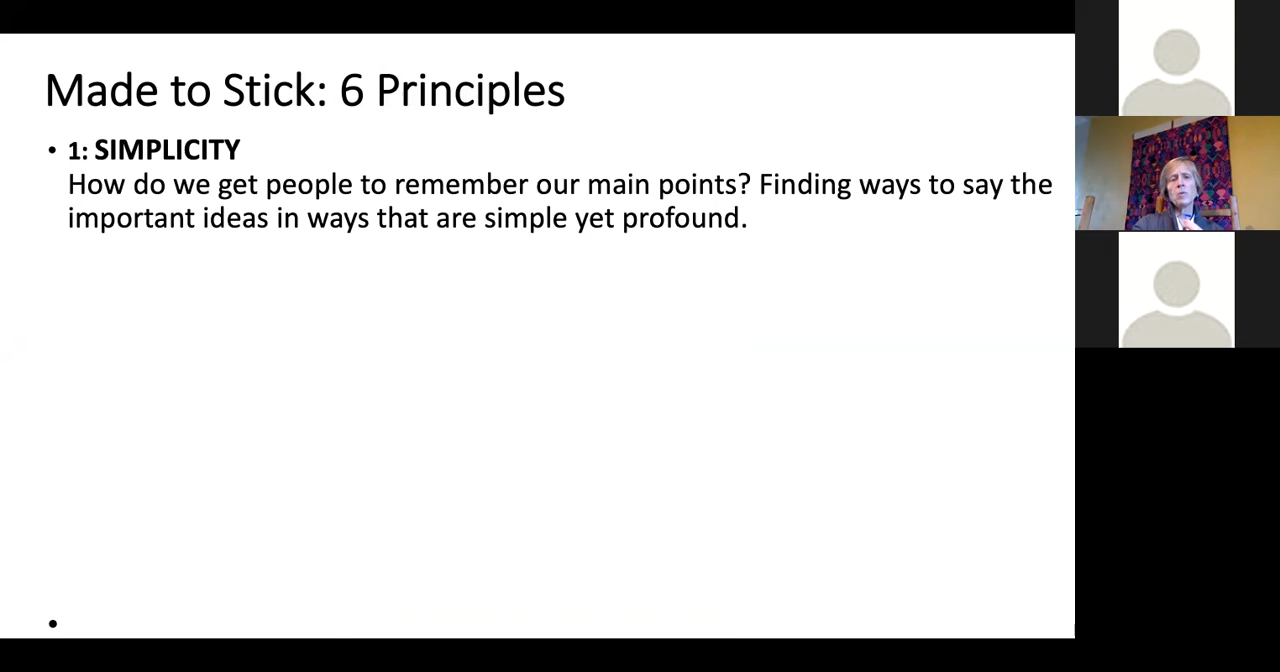 Made to Stick: 6 Principles
• 1: SIMPLICITY
How do we get people to remember our main points? Finding ways to say the
important ideas in ways that are simple yet profound.
•